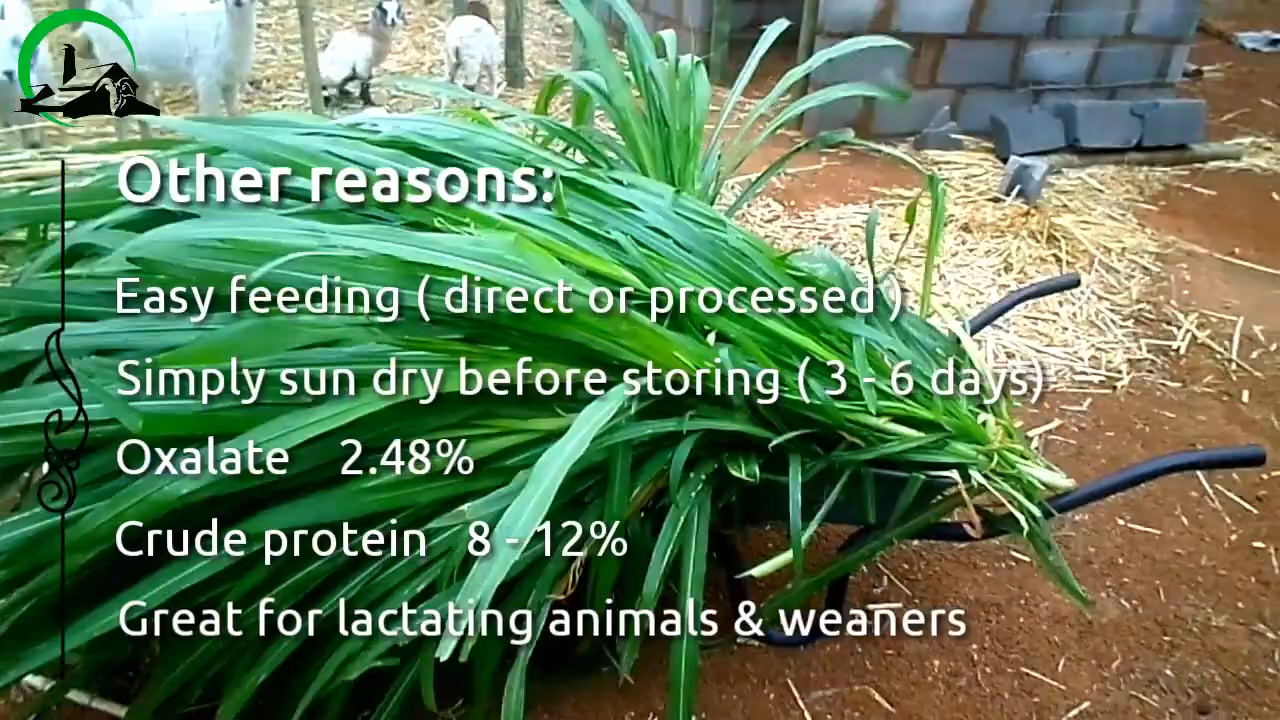 Other reasons:
Easy feeding ( direct or processed )
Simply sun dry before storing ( 3 - 6 days)
Oxalate 2.48%
Crude protein 8 - 12%
Great for lactating animals & weaners